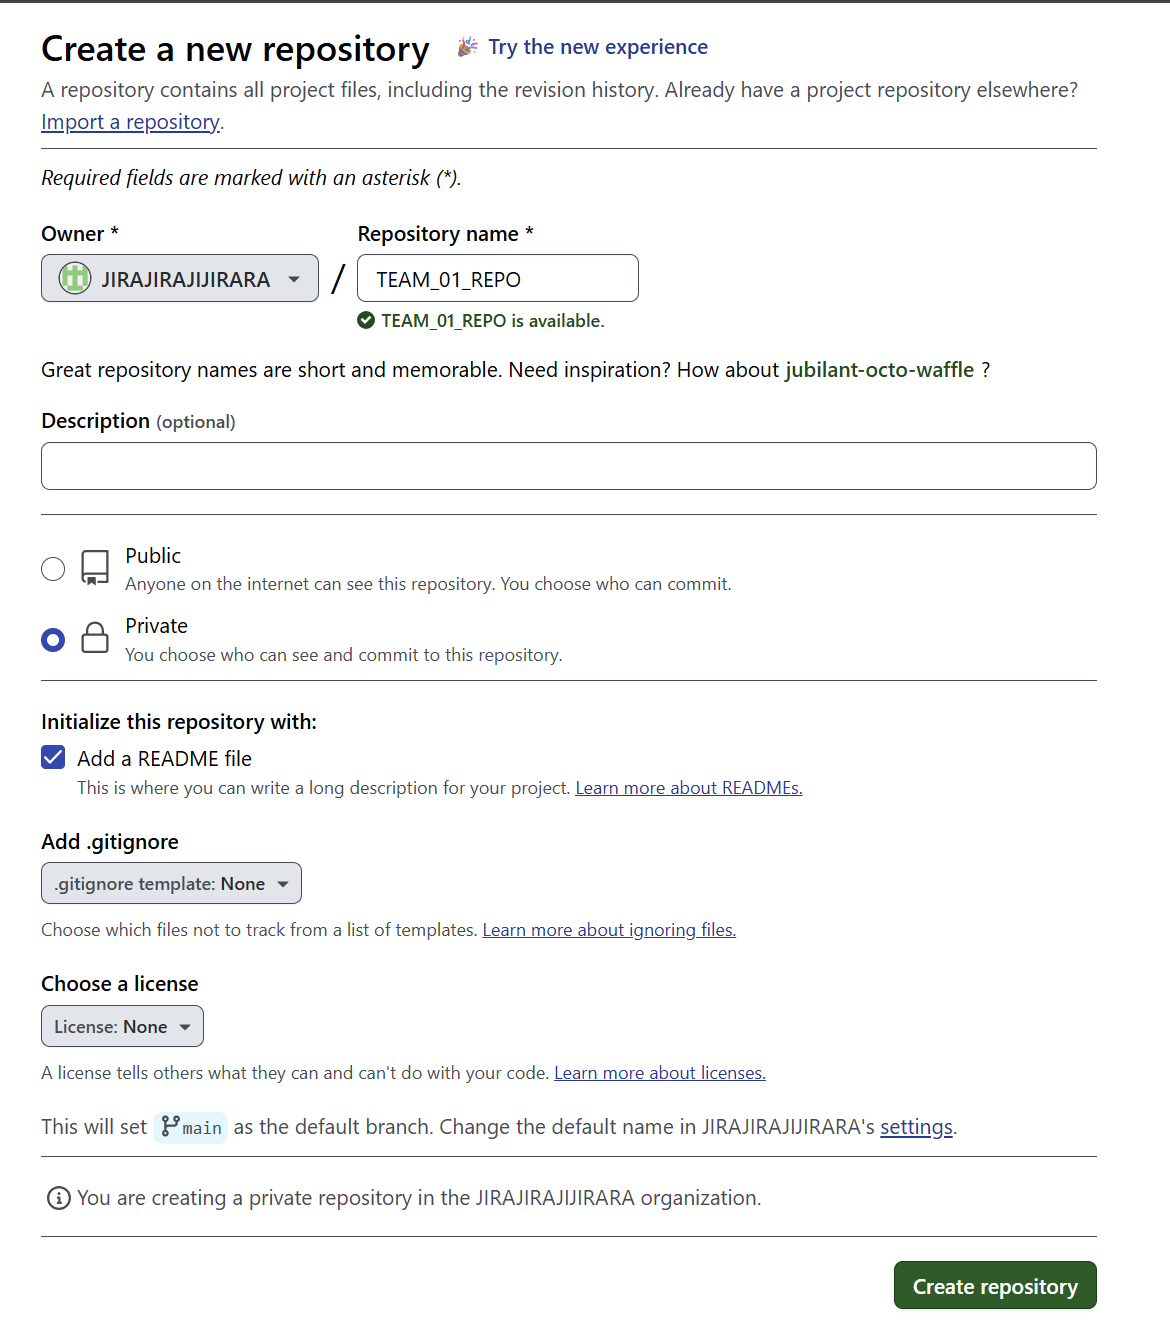 Create a new repository
Try the new experience
A repository contains all project files, including the revision history. Already have a project repository elsewhere?
Import a repository.
Required fields are marked with an asterisk (*).
Owner *
Repository name *
JIRAJIRAJIJIRARA
/
TEAM_01_REPO
TEAM_01_REPO is available.
Great repository names are short and memorable. Need inspiration? How about jubilant-octo-waffle ?
Description (optional)
Public
Anyone on the internet can see this repository. You choose who can commit.
Private
You choose who can see and commit to this repository.
Initialize this repository with:
Add a README file
This is where you can write a long description for your project. Learn more about READMEs.
Add .gitignore
.gitignore template: None
Choose which files not to track from a list of templates. Learn more about ignoring files.
Choose a license
License: None
A license tells others what they can and can't do with your code. Learn more about licenses.
This will set main as the default branch. Change the default name in JIRAJIRAJIJIRARA's settings.
You are creating a private repository in the JIRAJIRAJIJIRARA organization.
Create repository